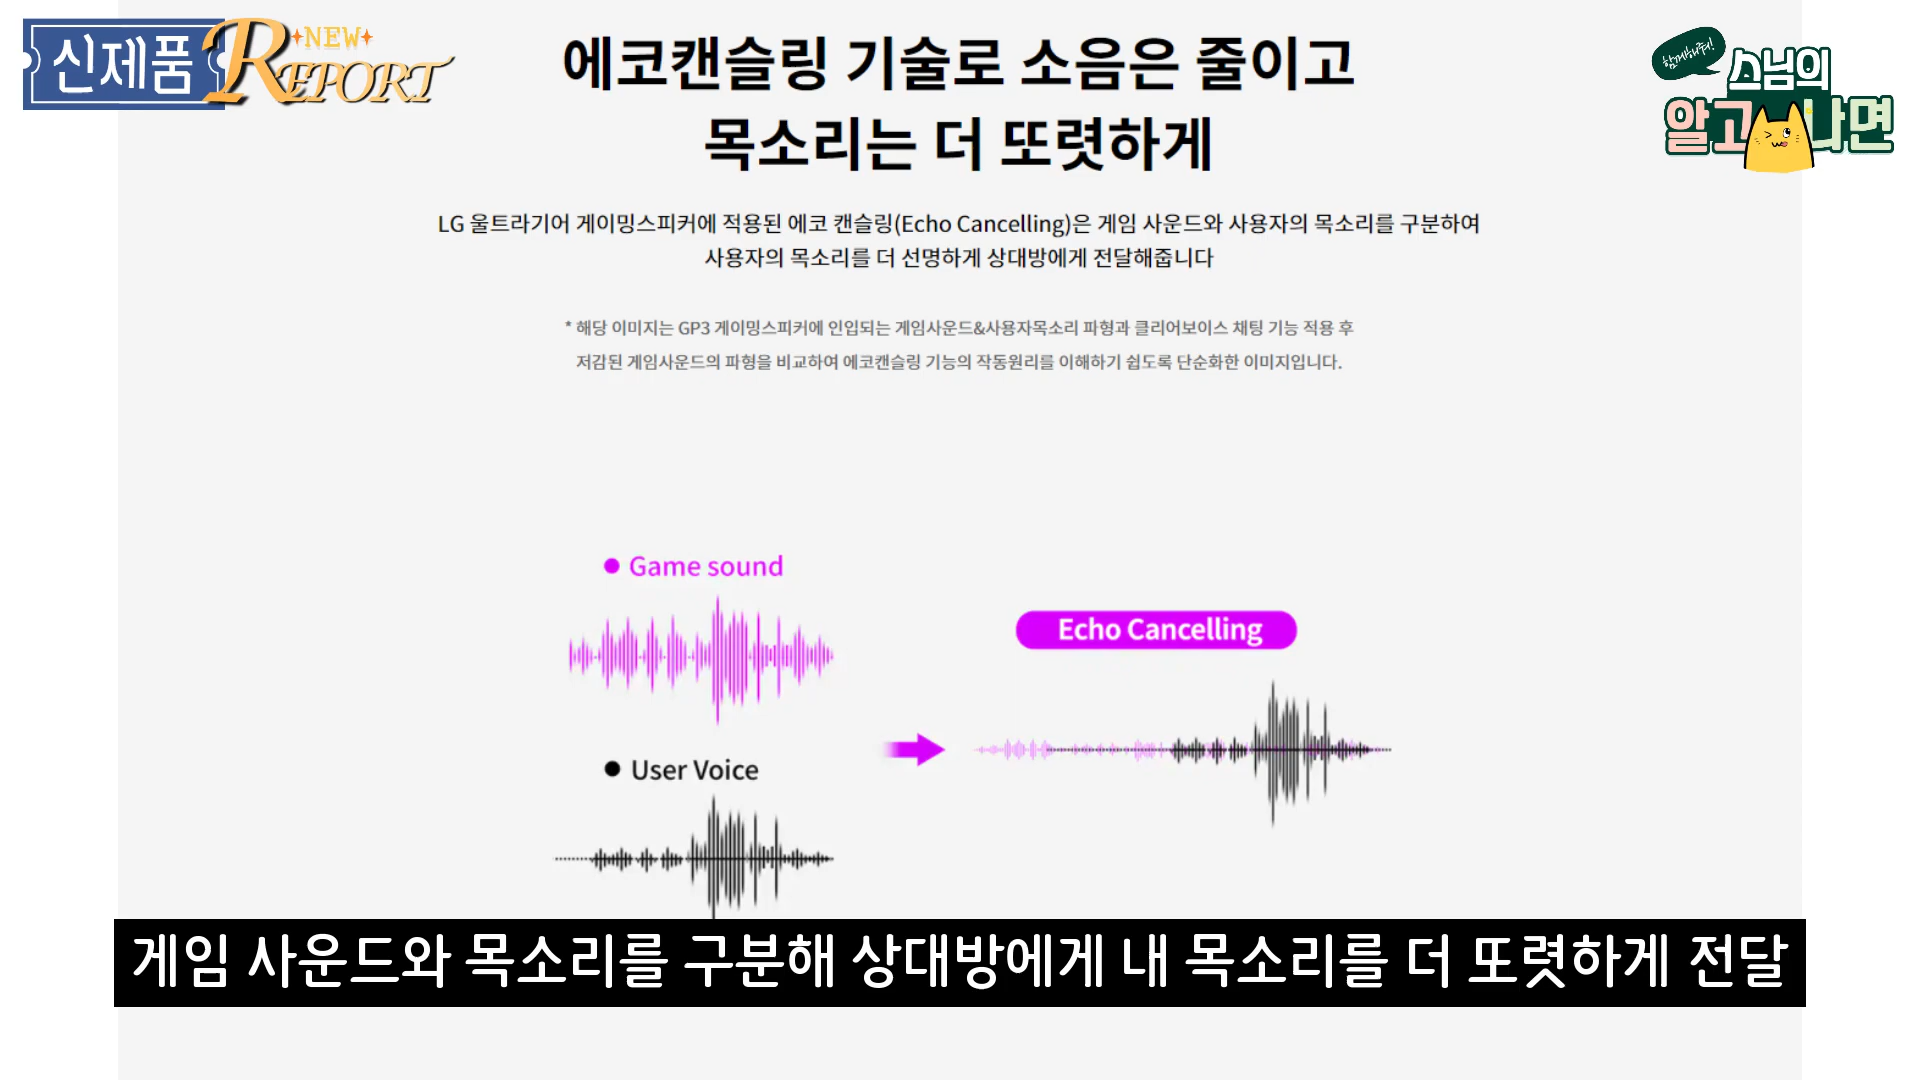 신제품
NEW
REPORT
함께해줘!
스님의
알고나면
에코캔슬링 기술로 소음은 줄이고
목소리는 더 또렷하게
LG 울트라기어 게이밍스피커에 적용된 에코 캔슬링(Echo Cancelling)은 게임 사운드와 사용자의 목소리를 구분하여
사용자의 목소리를 더 선명하게 상대방에게 전달해줍니다
* 해당 이미지는 GP3 게이밍스피커에 인입되는 게임사운드&사용자목소리 파형과 클리어보이스 채팅 기능 적용 후
저감된 게임사운드의 파형을 비교하여 에코캔슬링 기능의 작동원리를 이해하기 쉽도록 단순화한 이미지입니다.
Game sound
Echo Cancelling
User Voice
게임 사운드와 목소리를 구분해 상대방에게 내 목소리를 더 또렷하게 전달